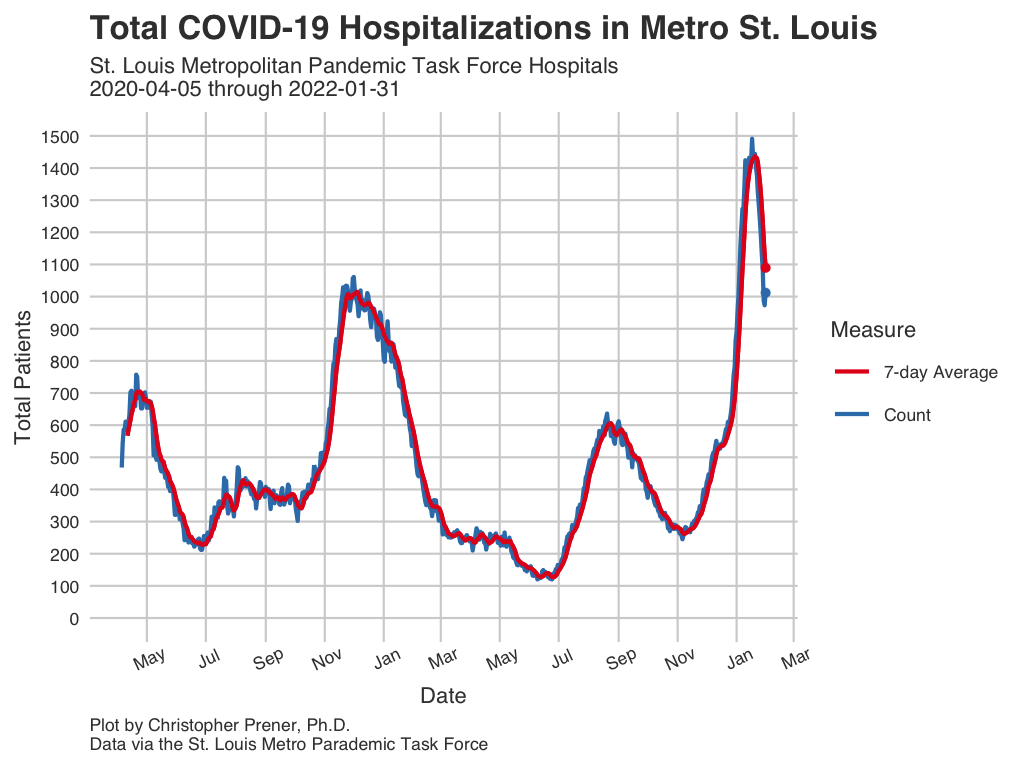 Total COVID-19 Hospitalizations in Metro St. Louis
St. Louis Metropolitan Pandemic Task Force Hospitals
2020-04-05 through 2022-01-31
1500
1400
1300
1200
1100
1000
900
800
700
600
500
400
300
200
100
0
Total Patients
May Jul Sep Nov Jan Mar May Jul Sep Nov Jan Mar
Date
Measure
7-day Average
Count
Plot by Christopher Prener, Ph.D.
Data via the St. Louis Metro Parademic Task Force